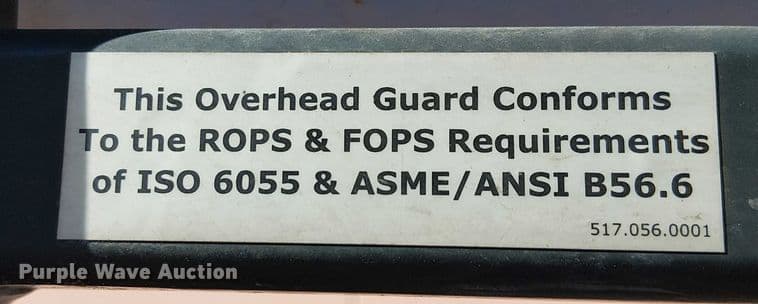 This Overhead Guard Conforms
To the ROPS & FOPS Requirements
of ISO 6055 & ASME/ANSI B56.6
517.056.0001
Purple Wave Auction